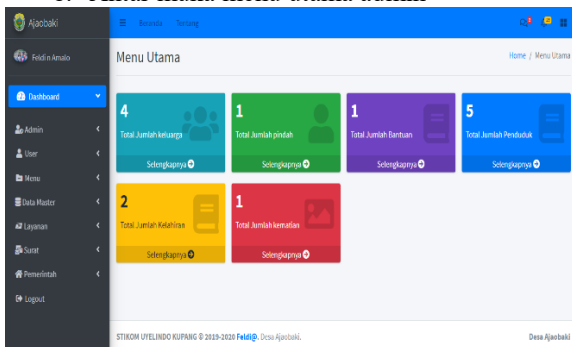 Ajaobaki
Beranda Tentang
Feldi n Amalo
Menu Utama
Home / Menu Utama
Dashboard
Admin
User
Menu
Data Master
Layanan
Surat
Pemerintah
Logout
4
Total Jumlah keluarga
Selengkapnya
1
Total Jumlah pindah
Selengkapnya
1
Total Jumlah Bantuan
Selengkapnya
5
Total Jumlah Penduduk
Selengkapnya
2
Total Jumlah Kelahiran
Selengkapnya
1
Total Jumlah kematian
Selengkapnya
STIKOM UYELINDO KUPANG © 2019-2020 Feldi@. Desa Ajaobaki.
Desa Ajaobaki